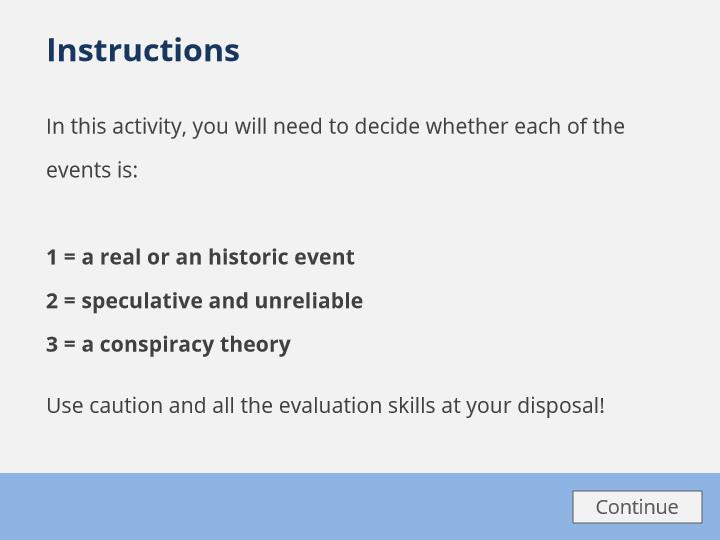 Instructions
In this activity, you will need to decide whether each of the
events is:
1 = a real or an historic event
2 = speculative and unreliable
3 = a conspiracy theory
Use caution and all the evaluation skills at your disposal!
Continue